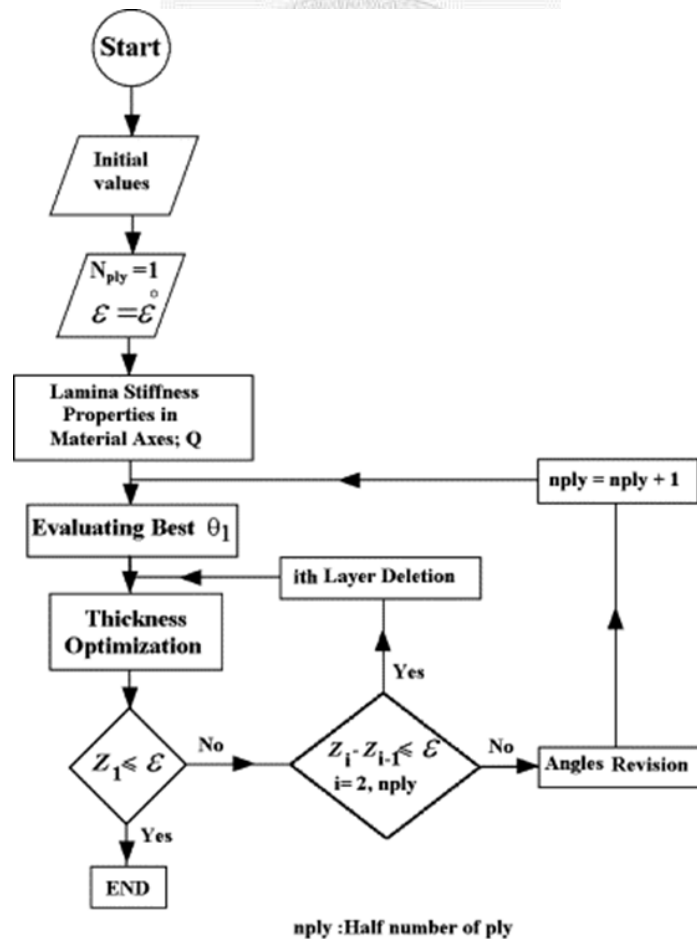 Start
Initial
values
N_ply =1
ε = ε°
Lamina Stiffness
Properties in
Material Axes; Q
nply = nply + 1
Evaluating Best θ1
ith Layer Deletion
Thickness
Optimization
Yes
Z1 ≤ ε
No
Zi - Zi-1 ≤ ε
i= 2, nply
No
Angles Revision
Yes
END
nply :Half number of ply